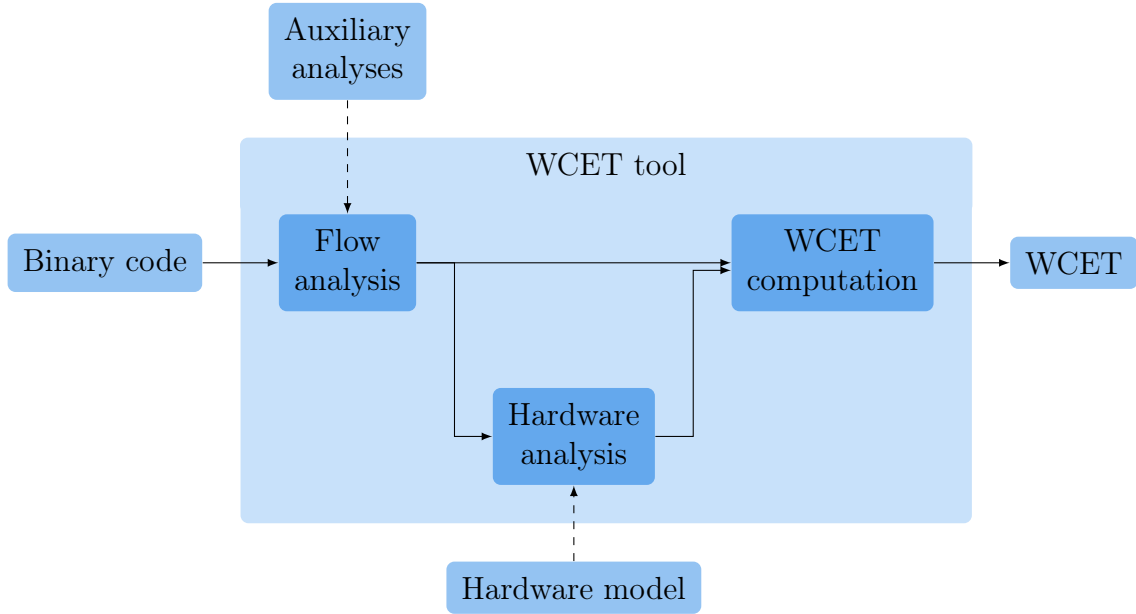 Auxiliary
analyses
WCET tool
Binary code
Flow
analysis
WCET
computation
WCET
Hardware
analysis
Hardware model